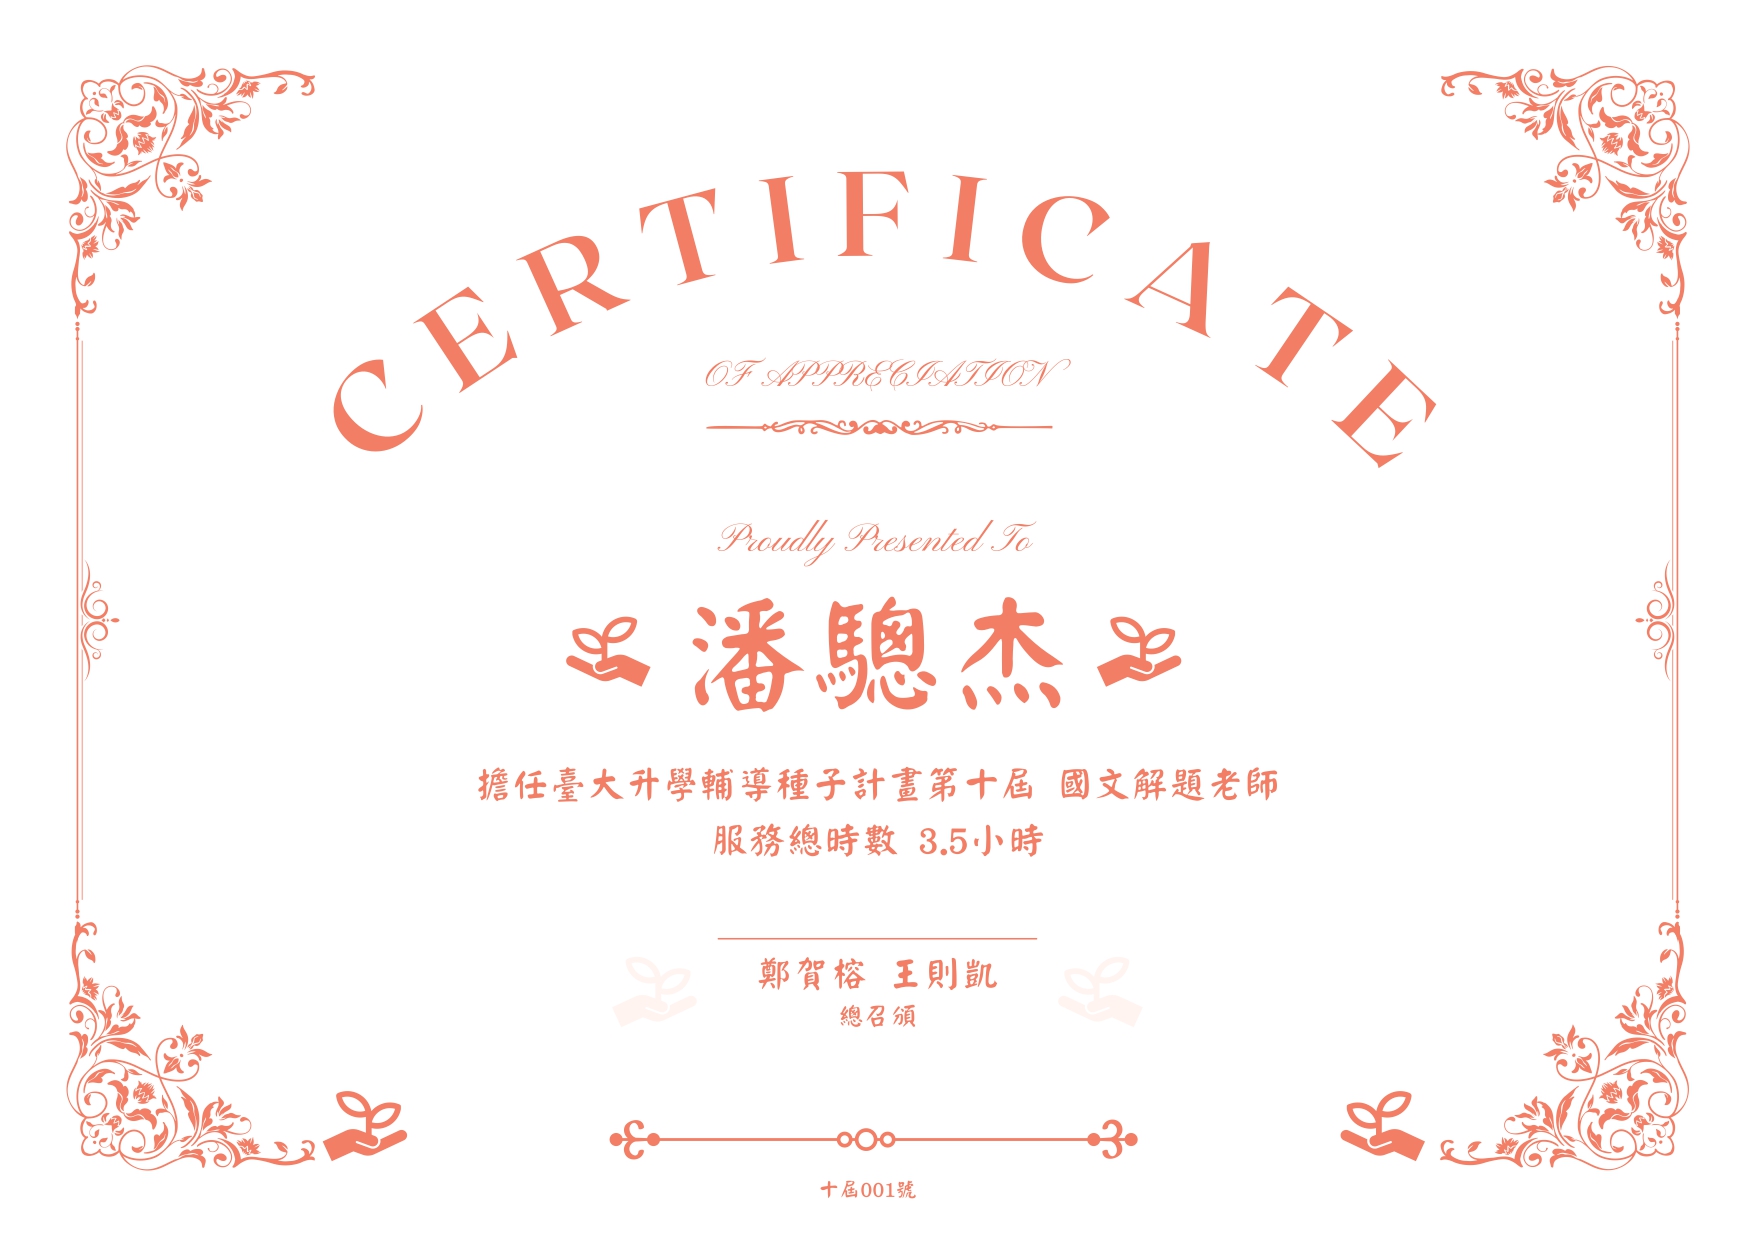 CERTIFICATE
OF APPRECIATION
Proudly Presented To
潘驄杰
擔任臺大升學輔導種子計畫第十屆 國文解題老師
服務總時數 3.5小時
鄭賀榕 王則凱
總召頒
十屆001號